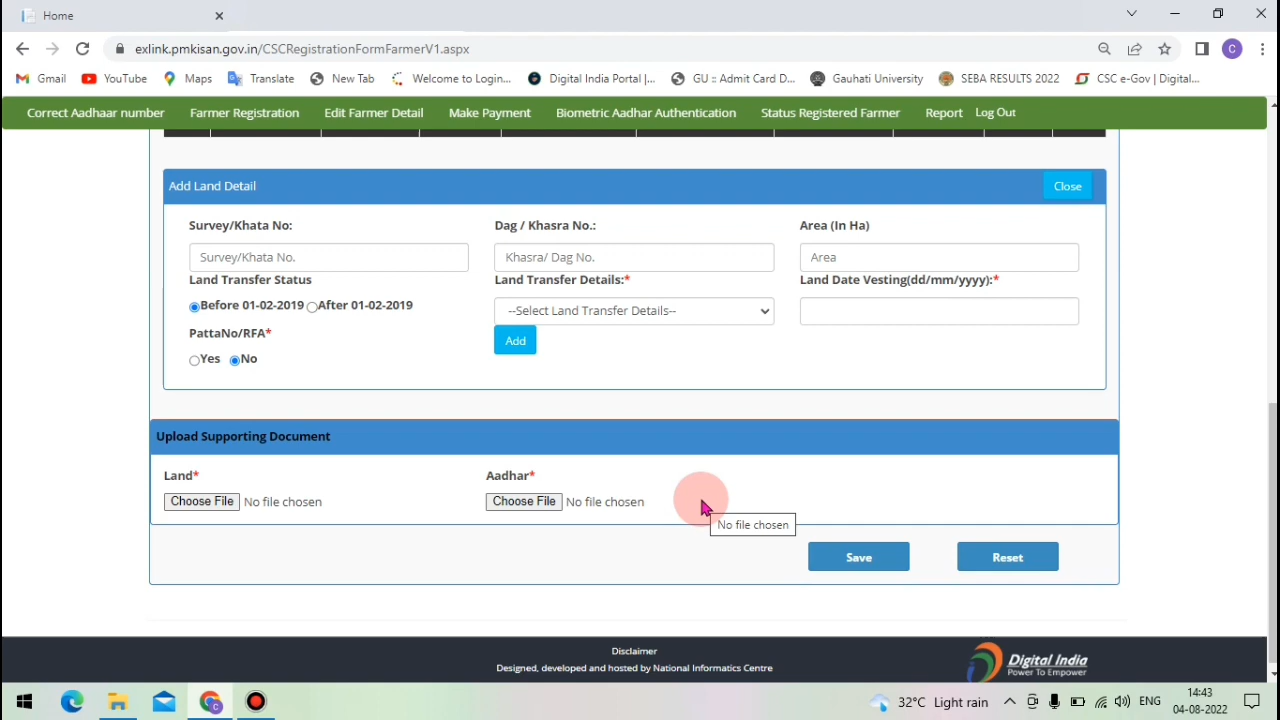 Home
exlink.pmkisan.gov.in/CSCRegistrationFormFarmerV1.aspx
C
Gmail YouTube Maps Translate New Tab Welcome to Login... Digital India Portal |... GU :: Admit Card D... Gauhati University SEBA RESULTS 2022 CSC e-Gov | Digital...
Correct Aadhaar number Farmer Registration Edit Farmer Detail Make Payment Biometric Aadhar Authentication Status Registered Farmer Report Log Out
Add Land Detail Close
Survey/Khata No: Dag / Khasra No.: Area (In Ha)
Survey/Khata No. Khasra/ Dag No. Area
Land Transfer Status Land Transfer Details:* Land Date Vesting(dd/mm/yyyy):*
Before 01-02-2019 After 01-02-2019 --Select Land Transfer Details--
PattaNo/RFA* Add
Yes No
Upload Supporting Document
Land* Aadhar*
Choose File No file chosen Choose File No file chosen
No file chosen
Save Reset
Disclaimer
Designed, developed and hosted by National Informatics Centre
Digital India
Power To Empower
C 32°C Light rain ENG 14:43
04-08-2022